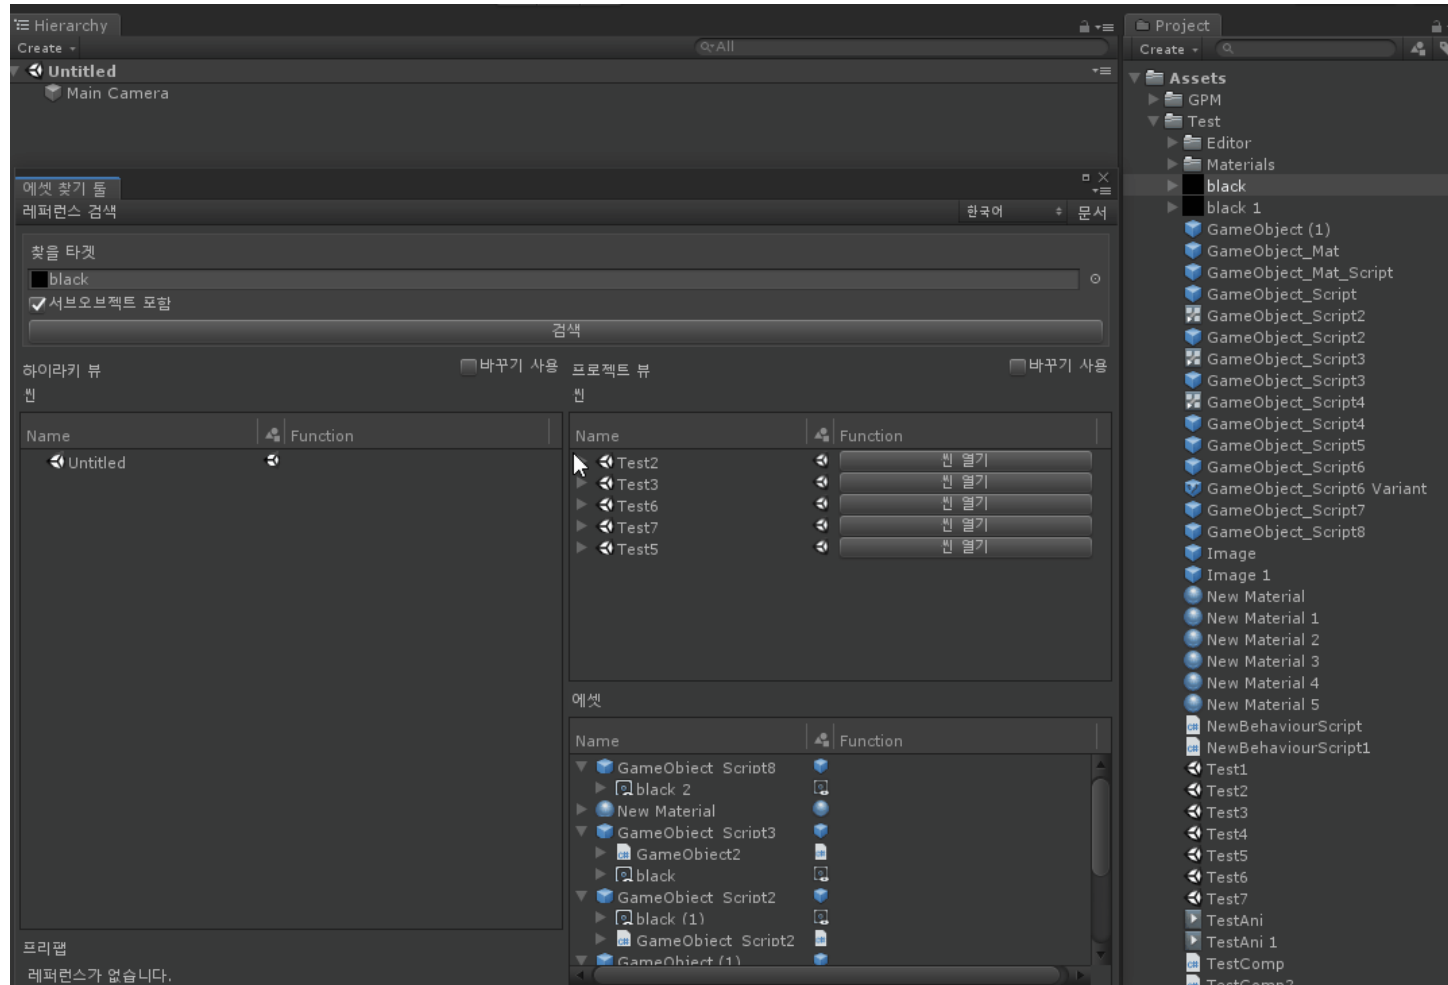 Hierarchy
Create
All
Untitled
Main Camera
에셋 찾기 툴
레퍼런스 검색
한국어
문서
찾을 타겟
black
서브오브젝트 포함
검색
하이라키 뷰
바꾸기 사용
씬
Name
Function
Untitled
프리팹
레퍼런스가 없습니다.
프로젝트 뷰
바꾸기 사용
씬
Name
Function
Test2
씬 열기
Test3
씬 열기
Test6
씬 열기
Test7
씬 열기
Test5
씬 열기
에셋
Name
Function
GameObject_Script8
black 2
New Material
GameObject_Script3
GameObject2
black
GameObject_Script2
black (1)
GameObject_Script2
GameObject (1)
Project
Create
Assets
GPM
Test
Editor
Materials
black
black 1
GameObject (1)
GameObject_Mat
GameObject_Mat_Script
GameObject_Script
GameObject_Script2
GameObject_Script2
GameObject_Script3
GameObject_Script3
GameObject_Script4
GameObject_Script4
GameObject_Script5
GameObject_Script6
GameObject_Script6 Variant
GameObject_Script7
GameObject_Script8
Image
Image 1
New Material
New Material 1
New Material 2
New Material 3
New Material 4
New Material 5
NewBehaviourScript
NewBehaviourScript1
Test1
Test2
Test3
Test4
Test5
Test6
Test7
TestAni
TestAni 1
TestComp